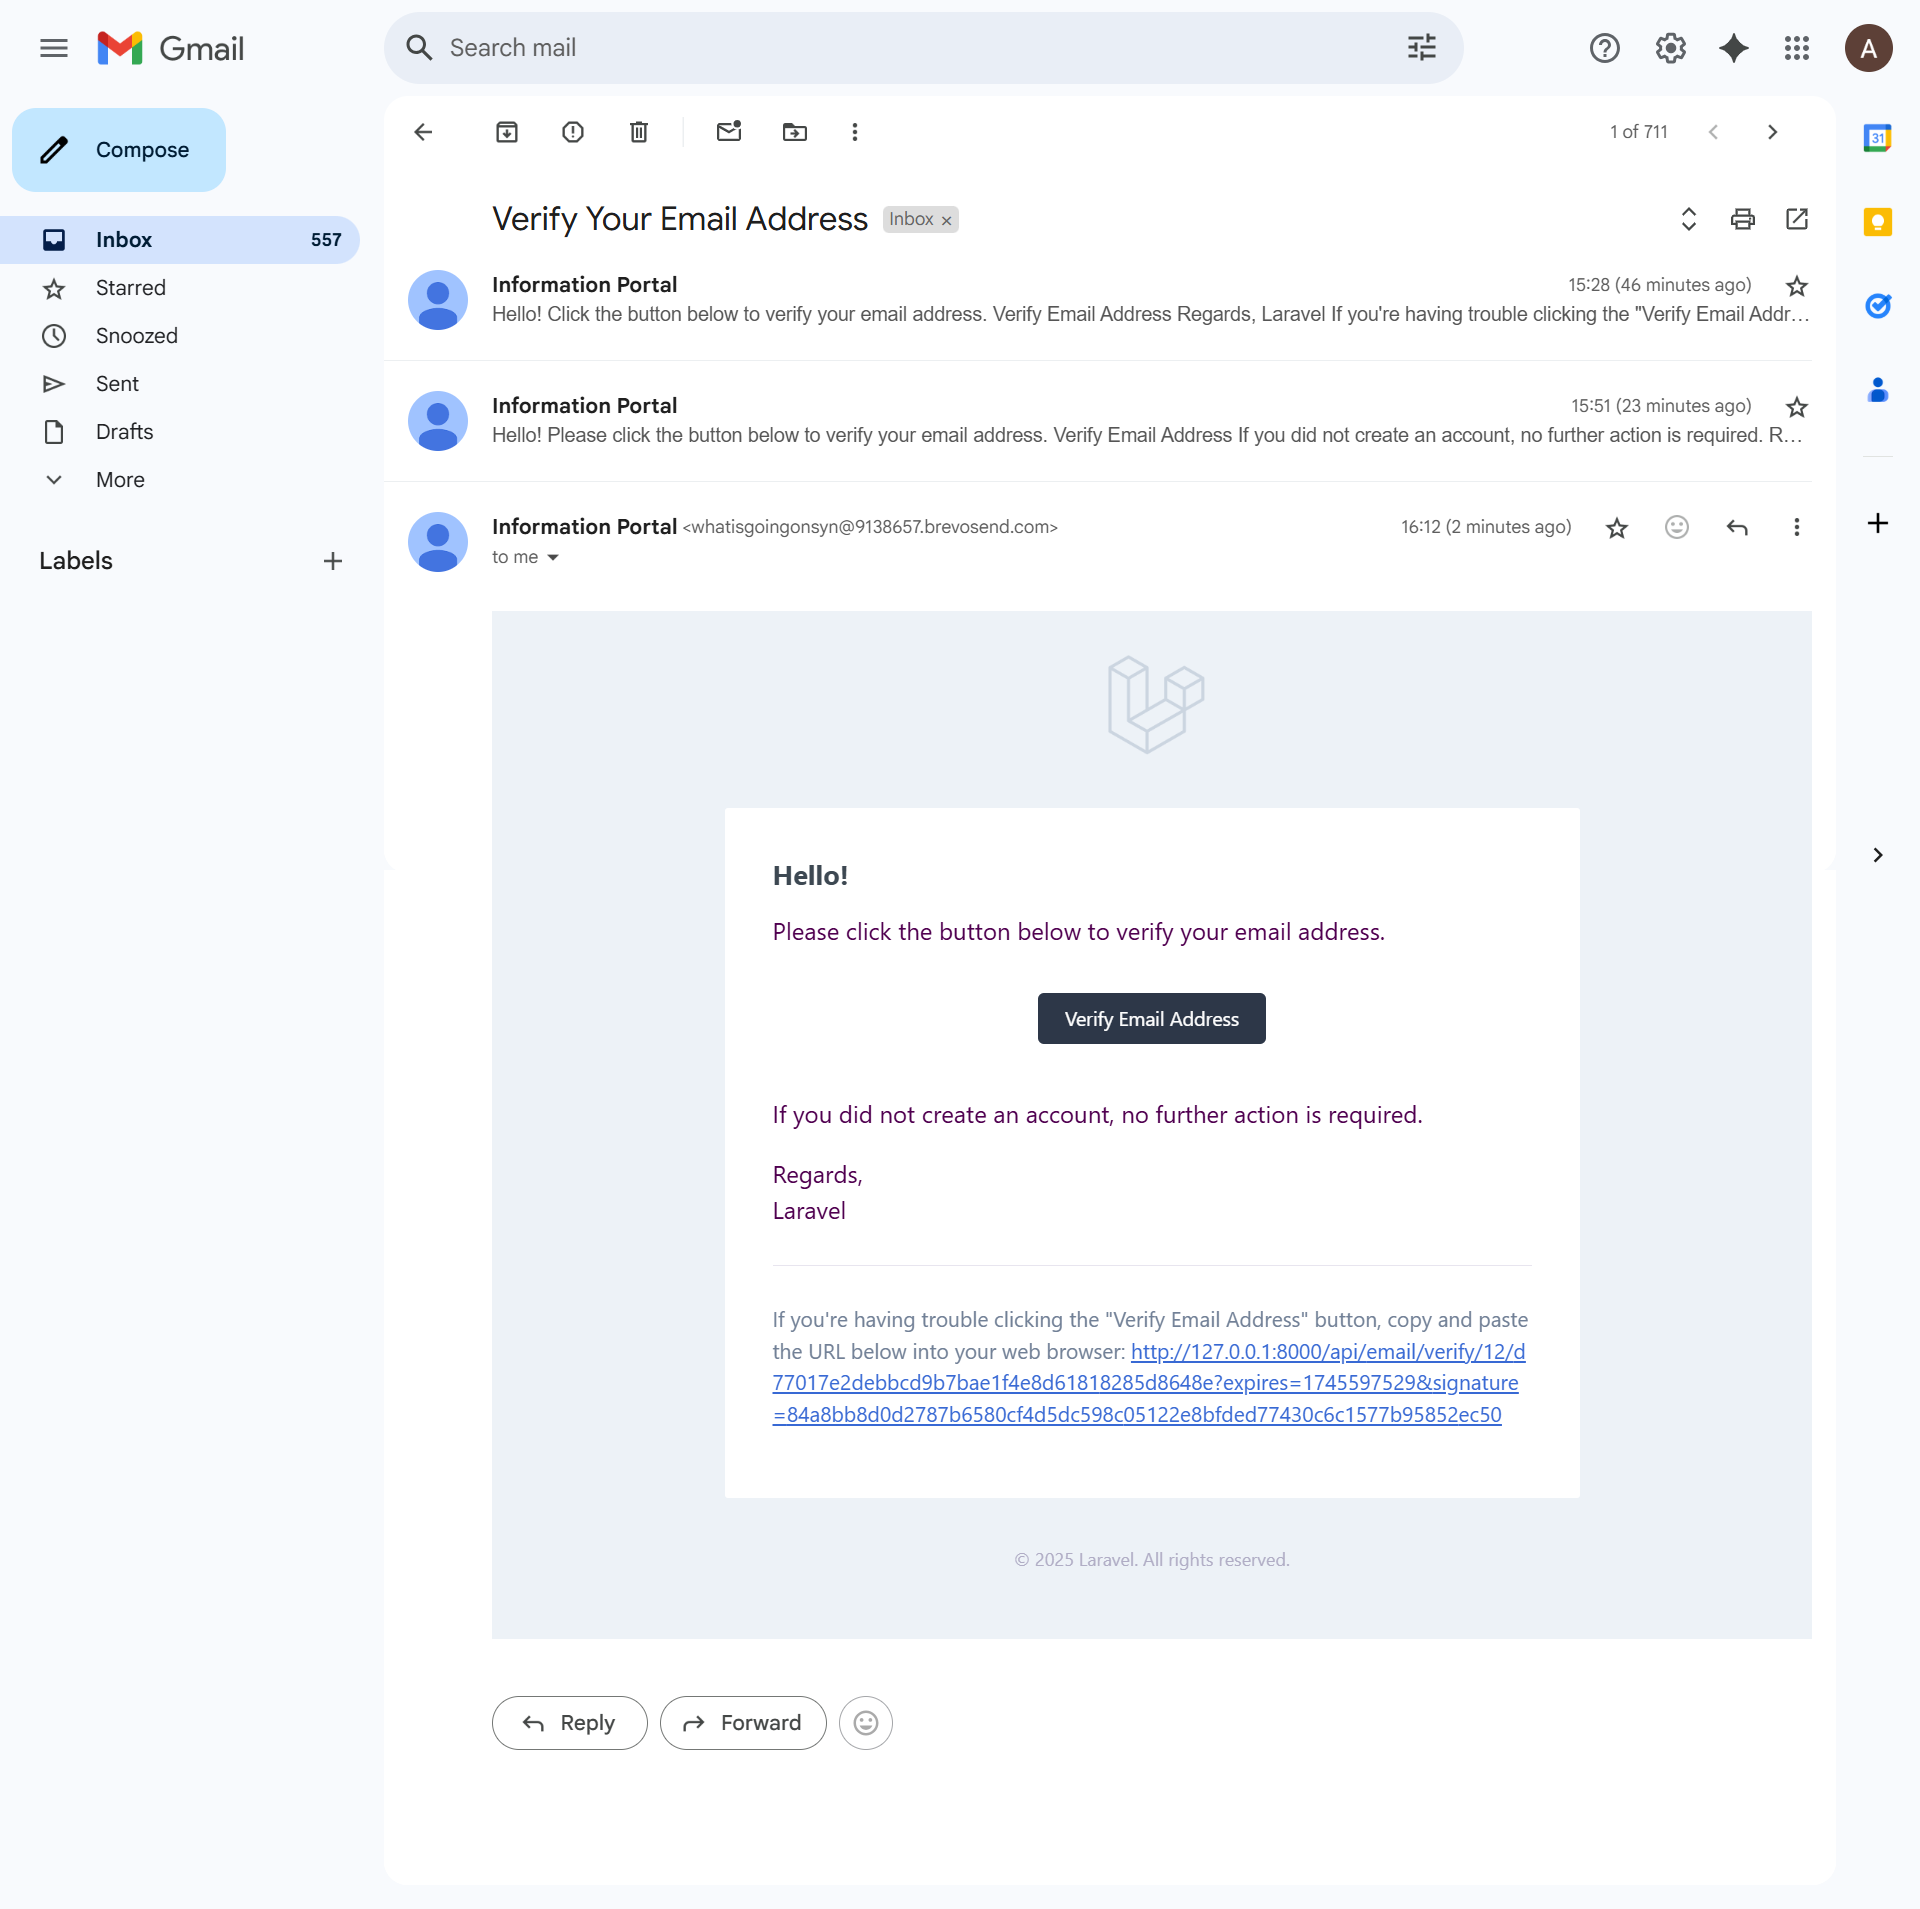 Gmail
Search mail
A
Compose
1 of 711
31
Verify Your Email Address Inbox ×
Inbox 557
Starred
Snoozed
Sent
Drafts
More
Labels
Information Portal 15:28 (46 minutes ago)
Hello! Click the button below to verify your email address. Verify Email Address Regards, Laravel If you're having trouble clicking the "Verify Email Addr…
Information Portal 15:51 (23 minutes ago)
Hello! Please click the button below to verify your email address. Verify Email Address If you did not create an account, no further action is required. R…
Information Portal <whatisgoingonsyn@9138657.brevosend.com> 16:12 (2 minutes ago)
to me
Hello!
Please click the button below to verify your email address.
Verify Email Address
If you did not create an account, no further action is required.
Regards,
Laravel
If you're having trouble clicking the "Verify Email Address" button, copy and paste
the URL below into your web browser: http://127.0.0.1:8000/api/email/verify/12/d
77017e2debbcd9b7bae1f4e8d61818285d8648e?expires=1745597529&signature
=84a8bb8d0d2787b6580cf4d5dc598c05122e8bfded77430c6c1577b95852ec50
© 2025 Laravel. All rights reserved.
Reply
Forward